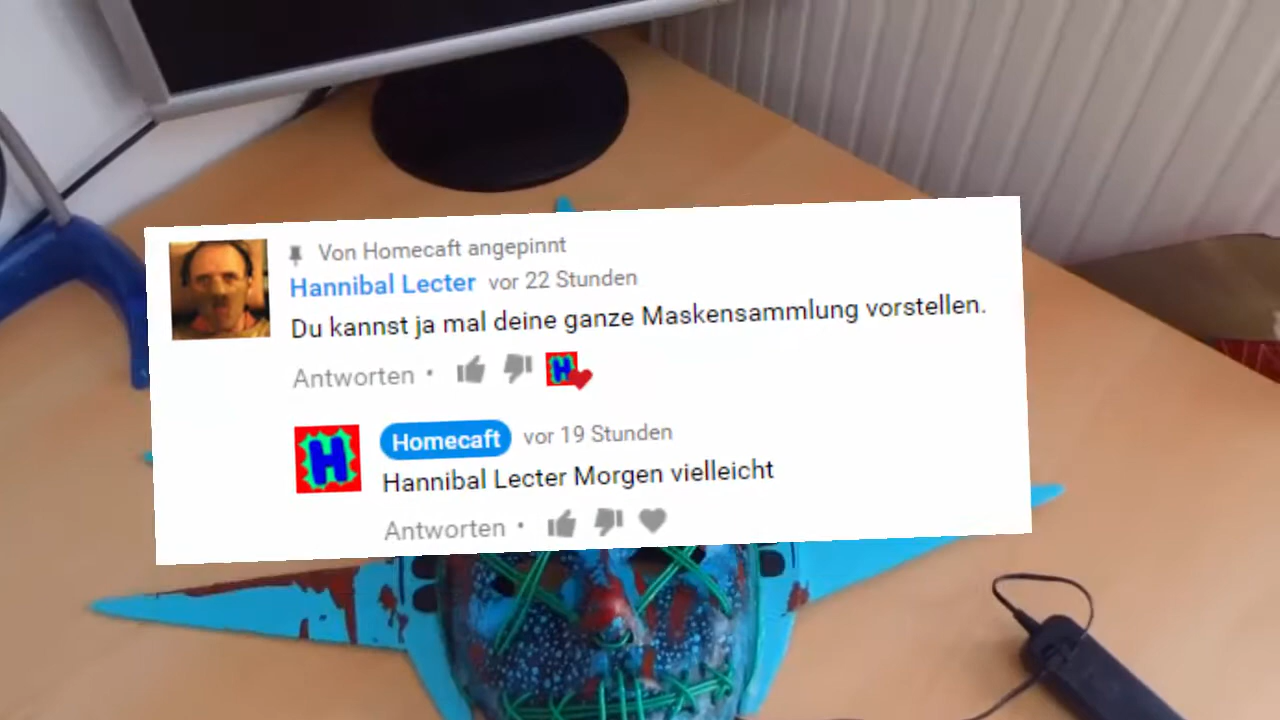 Von Homecaft angepinnt
Hannibal Lecter vor 22 Stunden
Du kannst ja mal deine ganze Maskensammlung vorstellen.
Antworten •
H
H Homecaft vor 19 Stunden
Hannibal Lecter Morgen vielleicht
Antworten •